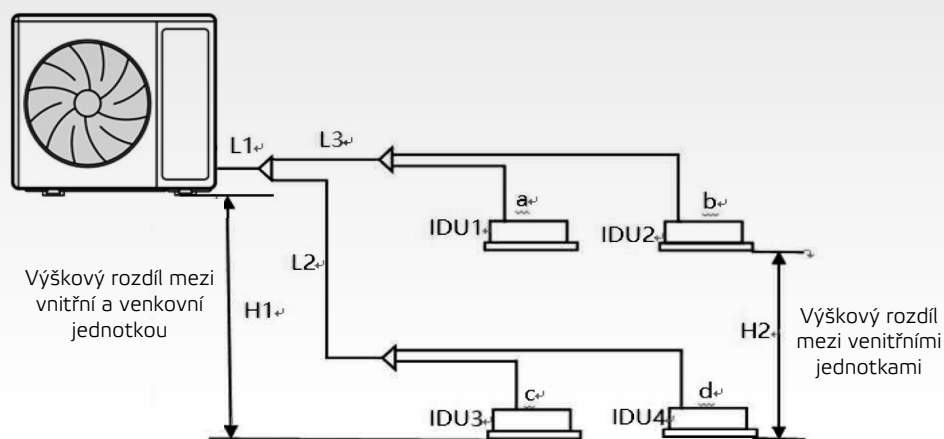 L1
L3
a
b
IDU1
IDU2
L2
Výškový rozdíl mezi
vnitřní a venkovní
jednotkou
H1
H2
Výškový rozdíl
mezi venitřními
jednotkami
c
d
IDU3
IDU4